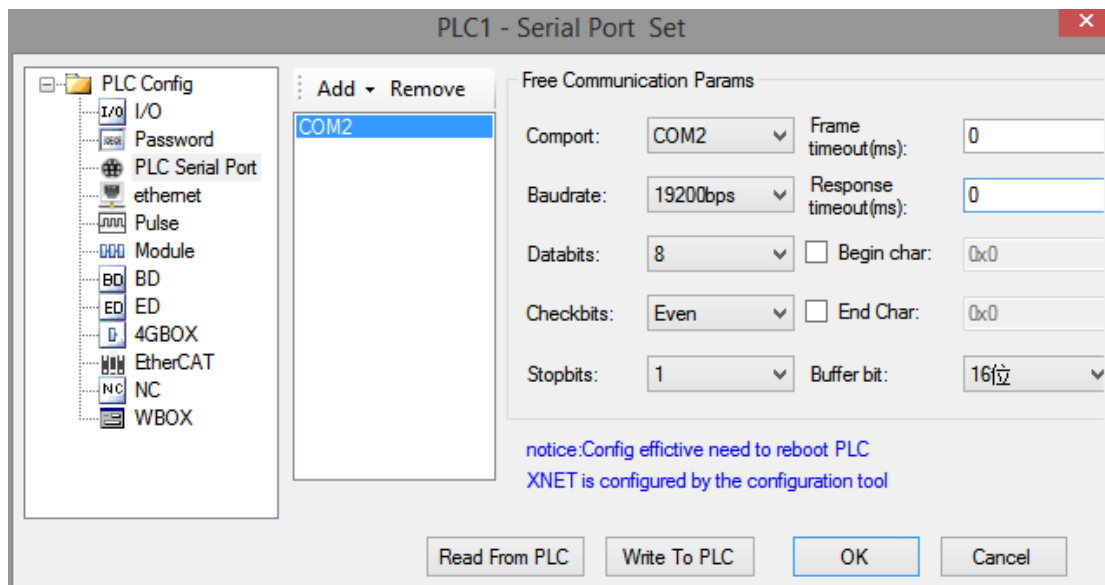 PLC1 - Serial Port Set
PLC Config
I/O
I/O
Password
PLC Serial Port
ethernet
Pulse
Module
BD
BD
ED
ED
4GBOX
EtherCAT
NC
NC
WBOX
Add
Remove
COM2
Free Communication Params
Comport:
COM2
Frame
timeout(ms):
0
Baudrate:
19200bps
Response
timeout(ms):
0
Databits:
8
Begin char:
0x0
Checkbits:
Even
End Char:
0x0
Stopbits:
1
Buffer bit:
16位
notice:Config effictive need to reboot PLC
XNET is configured by the configuration tool
Read From PLC
Write To PLC
OK
Cancel